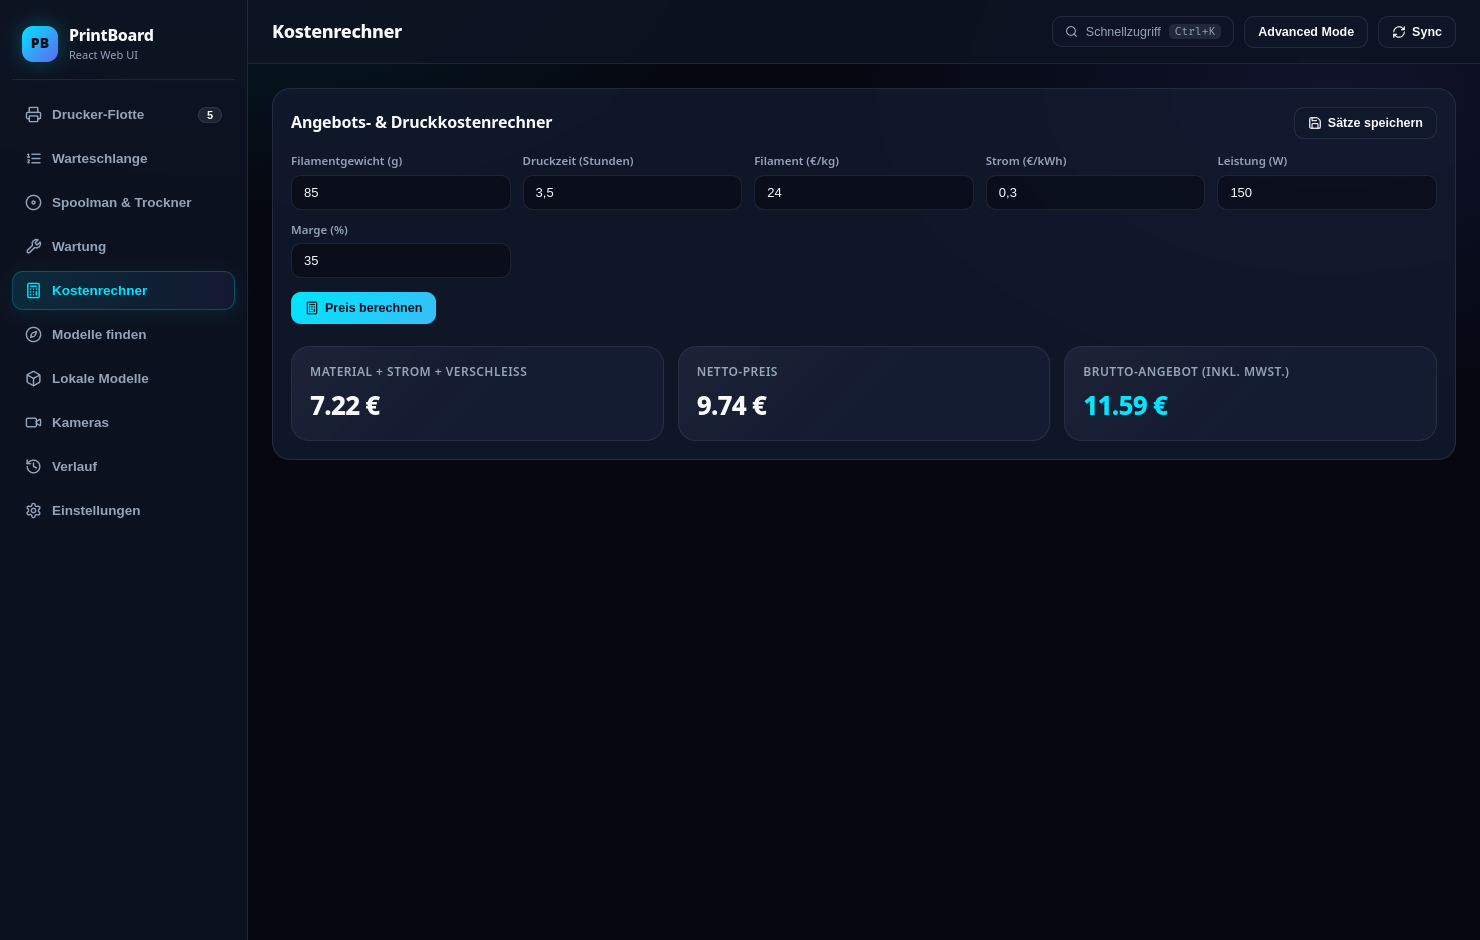 PB
PrintBoard
React Web UI
Drucker-Flotte 5
Warteschlange
Spoolman & Trockner
Wartung
Kostenrechner
Modelle finden
Lokale Modelle
Kameras
Verlauf
Einstellungen
Kostenrechner
Schnellzugriff Ctrl+K
Advanced Mode
Sync
Angebots- & Druckkostenrechner
Sätze speichern
Filamentgewicht (g)
85
Druckzeit (Stunden)
3,5
Filament (€/kg)
24
Strom (€/kWh)
0,3
Leistung (W)
150
Marge (%)
35
Preis berechnen
MATERIAL + STROM + VERSCHLEISS
7.22 €
NETTO-PREIS
9.74 €
BRUTTO-ANGEBOT (INKL. MWST.)
11.59 €